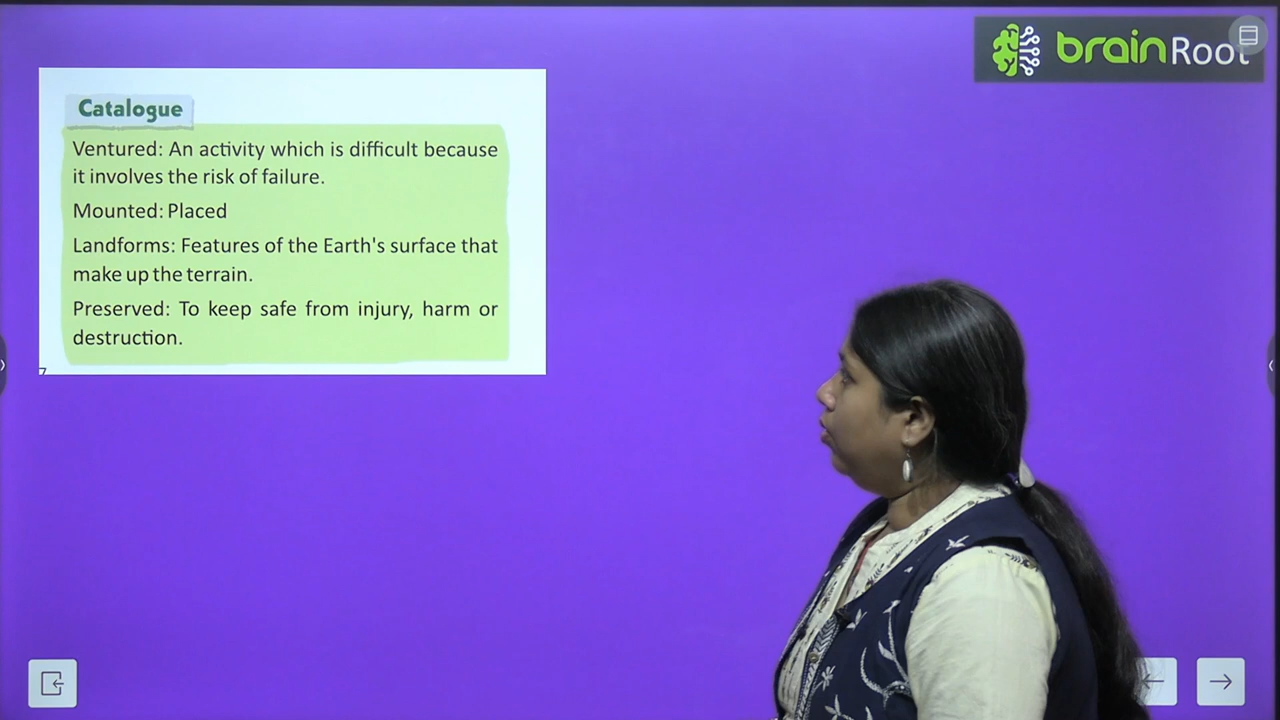 brainRoot
Catalogue
Ventured: An activity which is difficult because
it involves the risk of failure.
Mounted: Placed
Landforms: Features of the Earth's surface that
make up the terrain.
Preserved: To keep safe from injury, harm or
destruction.
7